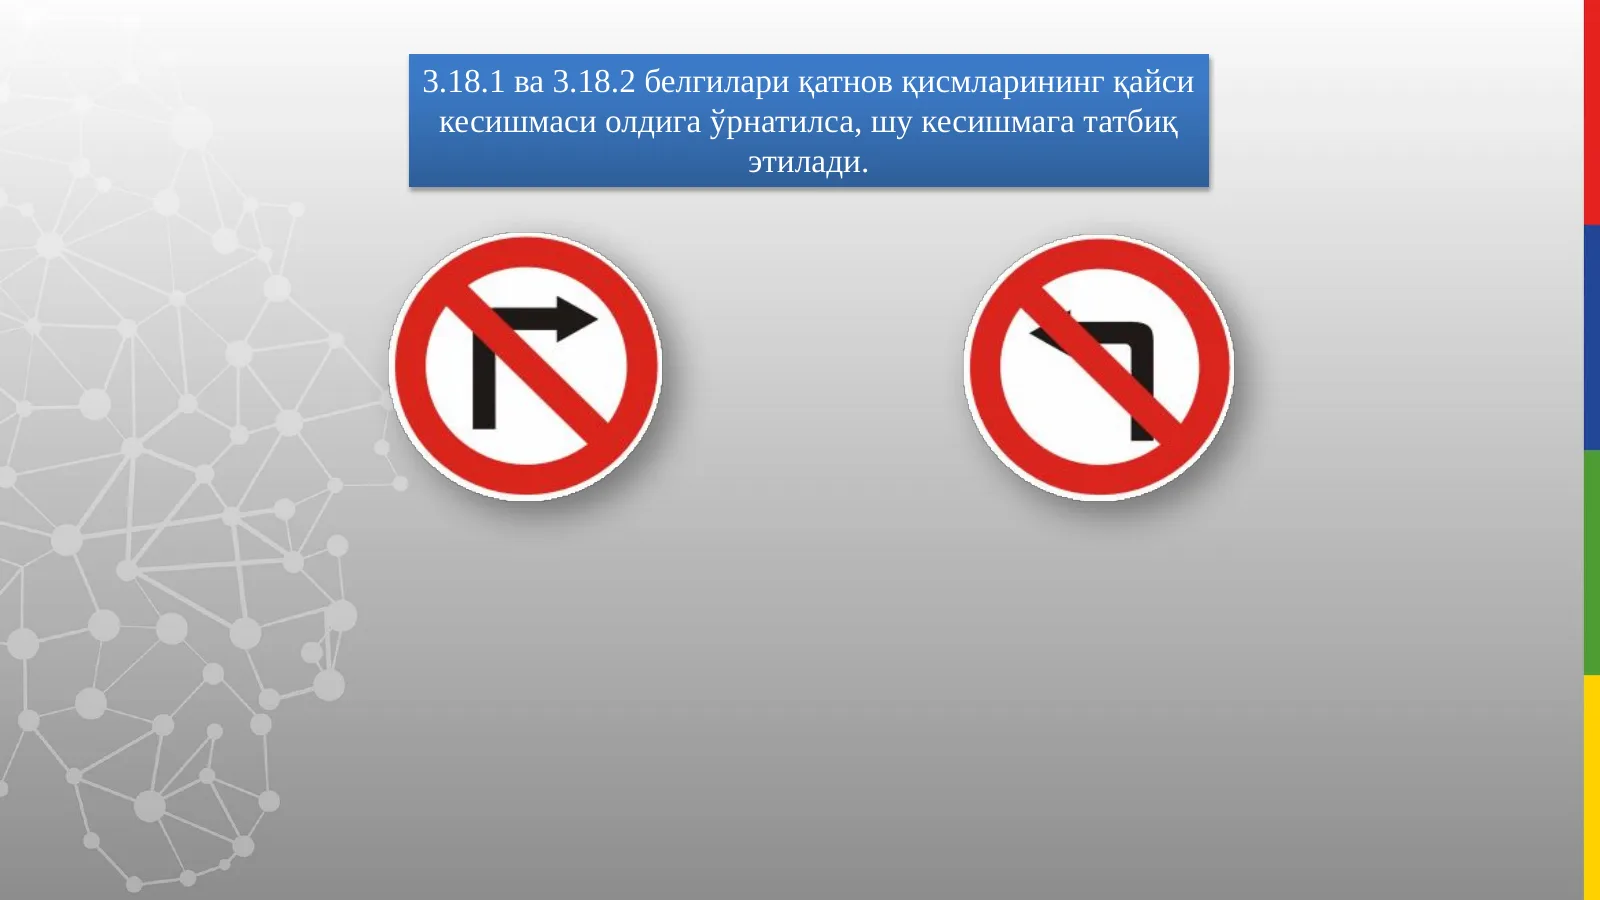 3.18.1 ва 3.18.2 белгилари қатнов қисмларининг қайси
кесишмаси олдига ўрнатилса, шу кесишмага татбиқ
этилади.